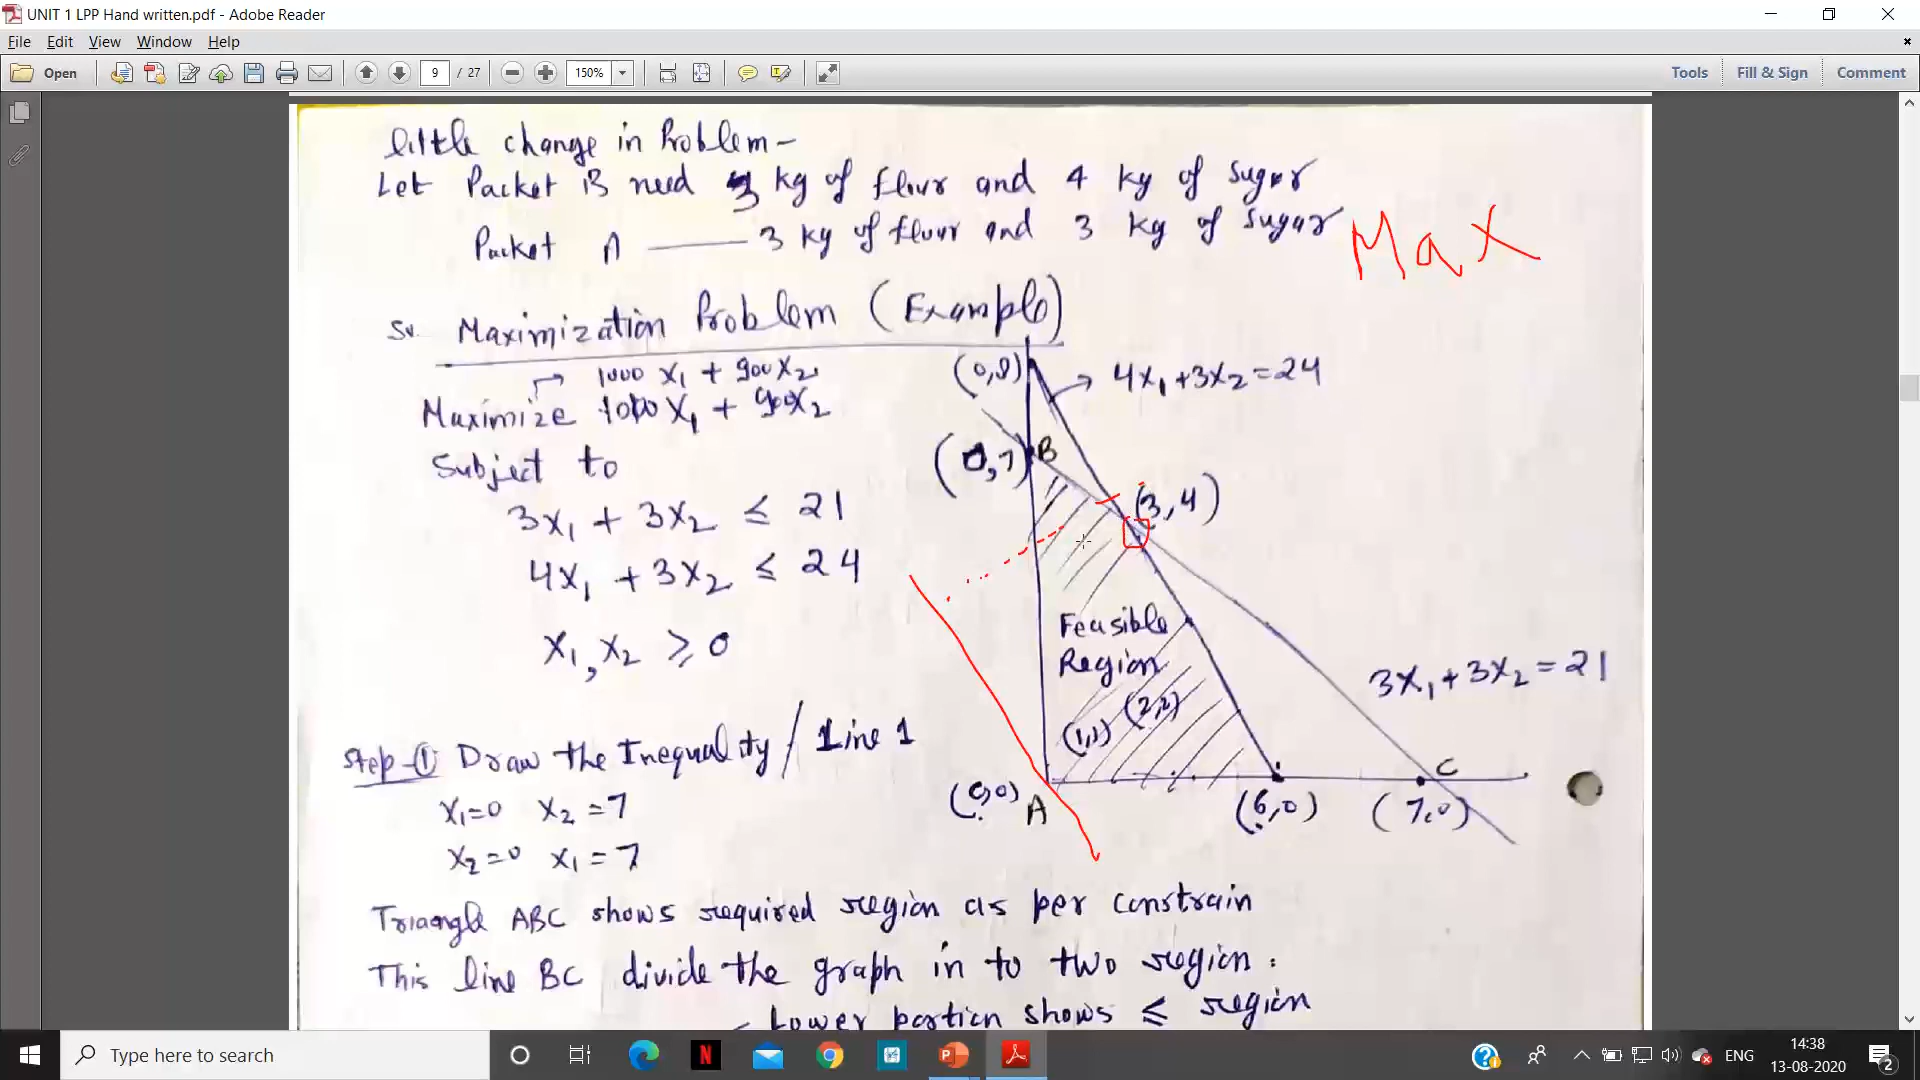 UNIT 1 LPP Hand written.pdf - Adobe Reader
File Edit View Window Help
Open 9 / 27 150% Tools Fill & Sign Comment
little change in Problem -
Let Packet B need 3 kg of flour and 4 kg of sugar
Packet A —— 3 kg of flour and 3 kg of sugar
Max
Maximization Problem (Example)
1000 x₁ + 900x₂
Maximize 1000 x₁ + 900x₂
Subject to
3x₁ + 3x₂ ≤ 21
4x₁ + 3x₂ ≤ 24
x₁, x₂ ≥ 0
(0,8)
4x₁+3x₂=24
(0,7) B
(3,4)
Feasible
Region
(1,1) (2,2)
3x₁+3x₂=21
(0,0) A
(6,0)
(7,0) C
Step-① Draw the Inequality / Line 1
x₁=0 x₂=7
x₂=0 x₁=7
Triangle ABC shows required region as per constrain
This line BC divide the graph in to two region:
- Lower portion shows ≤ region
Type here to search
ENG
14:38
13-08-2020
2